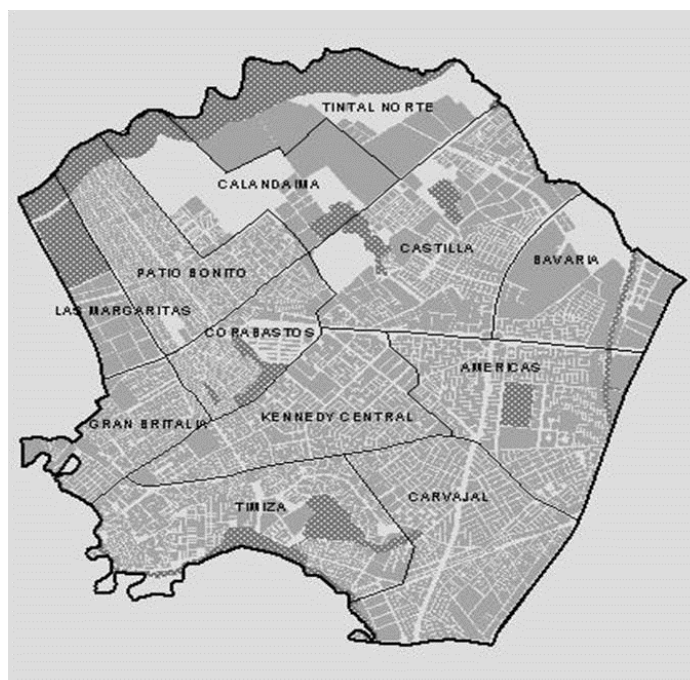 TINTAL NORTE
CALANDAIMA
CASTILLA
BAVARIA
PATIO BONITO
LAS MARGARITAS
CORABASTOS
AMERICAS
GRAN BRITALIA
KENNEDY CENTRAL
CARVAJAL
TIMIZA